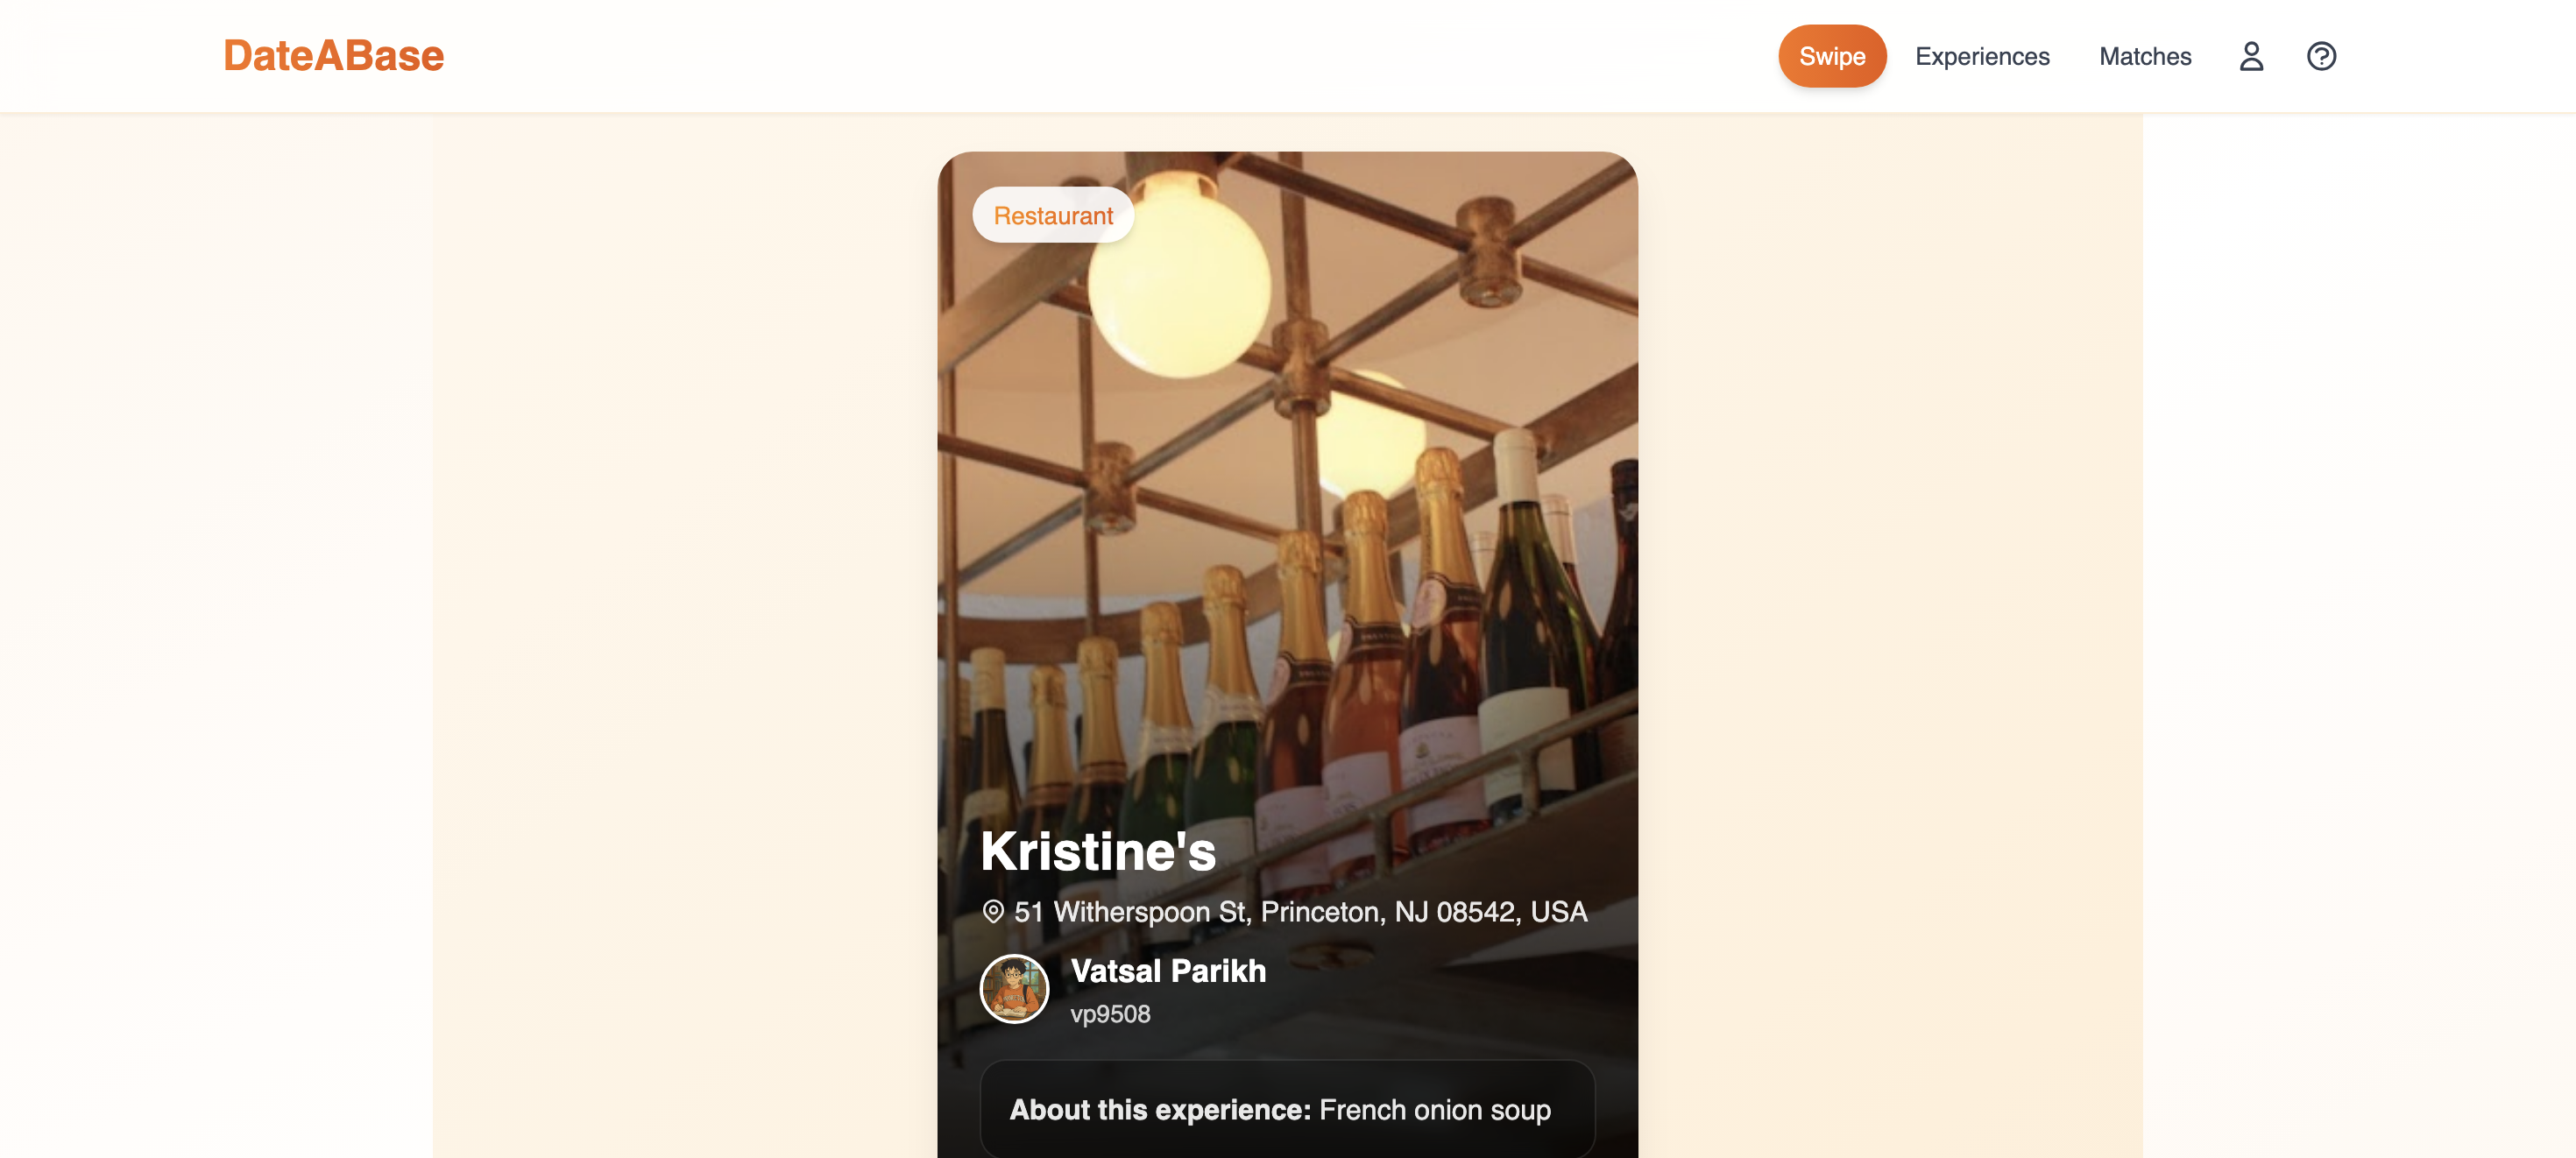 DateABase
Swipe
Experiences
Matches
Restaurant
Kristine's
51 Witherspoon St, Princeton, NJ 08542, USA
Vatsal Parikh
vp9508
About this experience: French onion soup